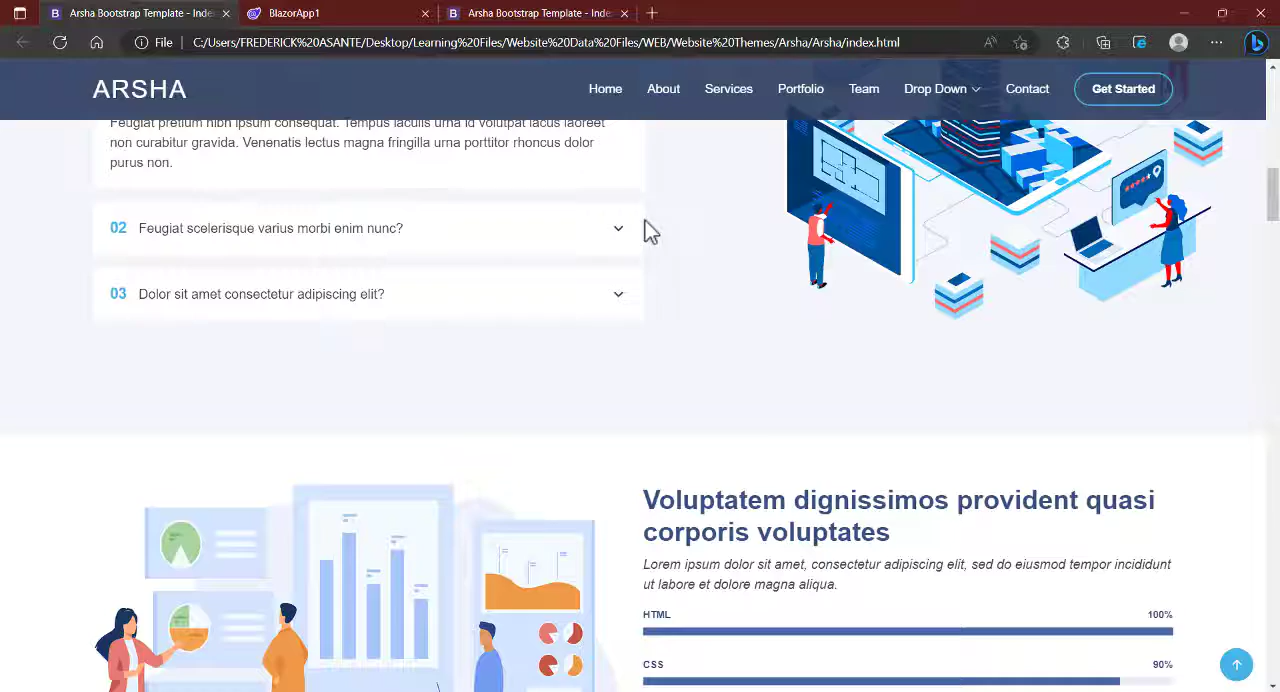 Arsha Bootstrap Template - Inde
BlazorApp1
Arsha Bootstrap Template - Inde
File
C:/Users/FREDERICK%20ASANTE/Desktop/Learning%20Files/Website%20Data%20Files/WEB/Website%20Themes/Arsha/Arsha/index.html
ARSHA
Home
About
Services
Portfolio
Team
Drop Down
Contact
Get Started
Feugiat pretium nibh ipsum consequat. Tempus iaculis urna id volutpat lacus laoreet
non curabitur gravida. Venenatis lectus magna fringilla urna porttitor rhoncus dolor
purus non.
02 Feugiat scelerisque varius morbi enim nunc?
03 Dolor sit amet consectetur adipiscing elit?
Voluptatem dignissimos provident quasi
corporis voluptates
Lorem ipsum dolor sit amet, consectetur adipiscing elit, sed do eiusmod tempor incididunt
ut labore et dolore magna aliqua.
HTML 100%
CSS 90%